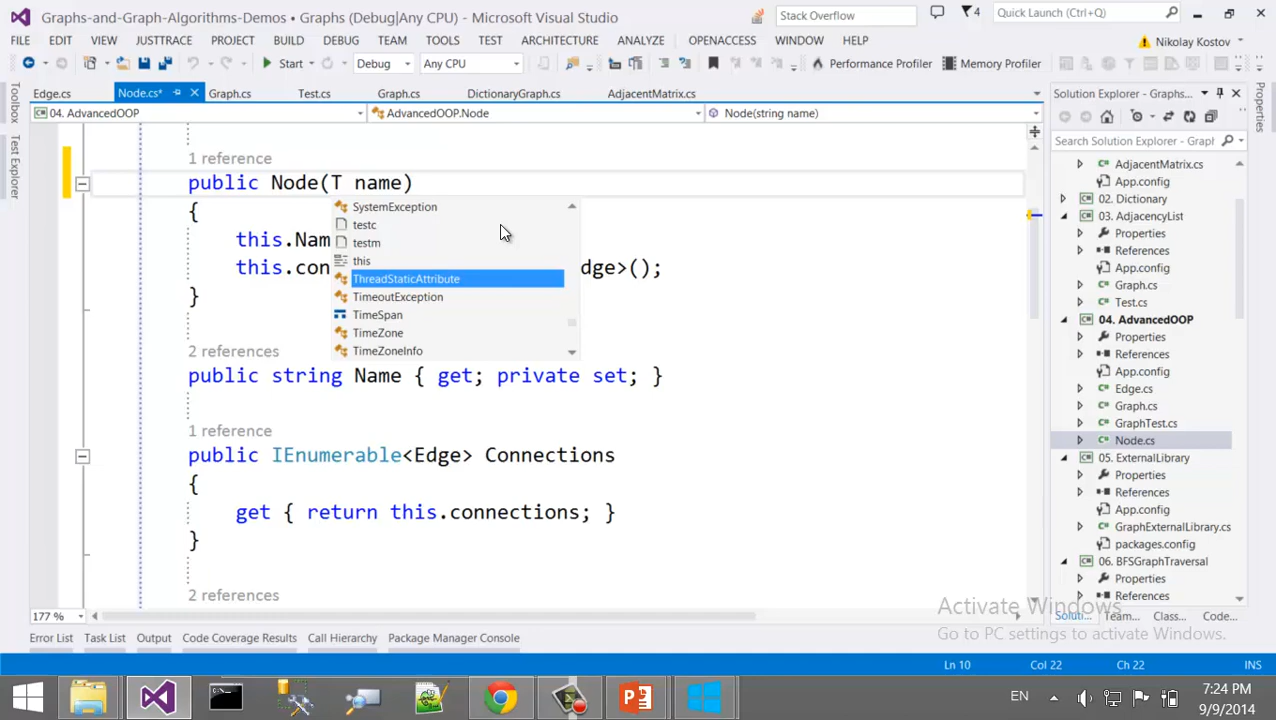 Graphs-and-Graph-Algorithms-Demos • Graphs (Debug|Any CPU) - Microsoft Visual Studio
Stack Overflow
4
Quick Launch (Ctrl+Q)
FILE EDIT VIEW JUSTTRACE PROJECT BUILD DEBUG TEAM TOOLS TEST ARCHITECTURE ANALYZE OPENACCESS WINDOW HELP
Nikolay Kostov
Start Debug Any CPU Performance Profiler Memory Profiler
Toolbox
Test Explorer
Edge.cs Node.cs* Graph.cs Test.cs Graph.cs DictionaryGraph.cs AdjacentMatrix.cs
04. AdvancedOOP AdvancedOOP.Node Node(string name)
1 reference
public Node(T name)
{
this.Nam
this.con dge>();
}
SystemException
testc
testm
this
ThreadStaticAttribute
TimeoutException
TimeSpan
TimeZone
TimeZoneInfo
2 references
public string Name { get; private set; }
1 reference
public IEnumerable<Edge> Connections
{
get { return this.connections; }
}
2 references
177 %
Solution Explorer - Graphs...
Search Solution Explorer - Graphs
AdjacentMatrix.cs
App.config
02. Dictionary
03. AdjacencyList
Properties
References
App.config
Graph.cs
Test.cs
04. AdvancedOOP
Properties
References
App.config
Edge.cs
Graph.cs
GraphTest.cs
Node.cs
05. ExternalLibrary
Properties
References
App.config
GraphExternalLibrary.cs
packages.config
06. BFSGraphTraversal
Properties
References
Soluti... Team... Class... Code...
Properties
Activate Windows
Go to PC settings to activate Windows.
Error List Task List Output Code Coverage Results Call Hierarchy Package Manager Console
Ln 10 Col 22 Ch 22 INS
EN
7:24 PM
9/9/2014